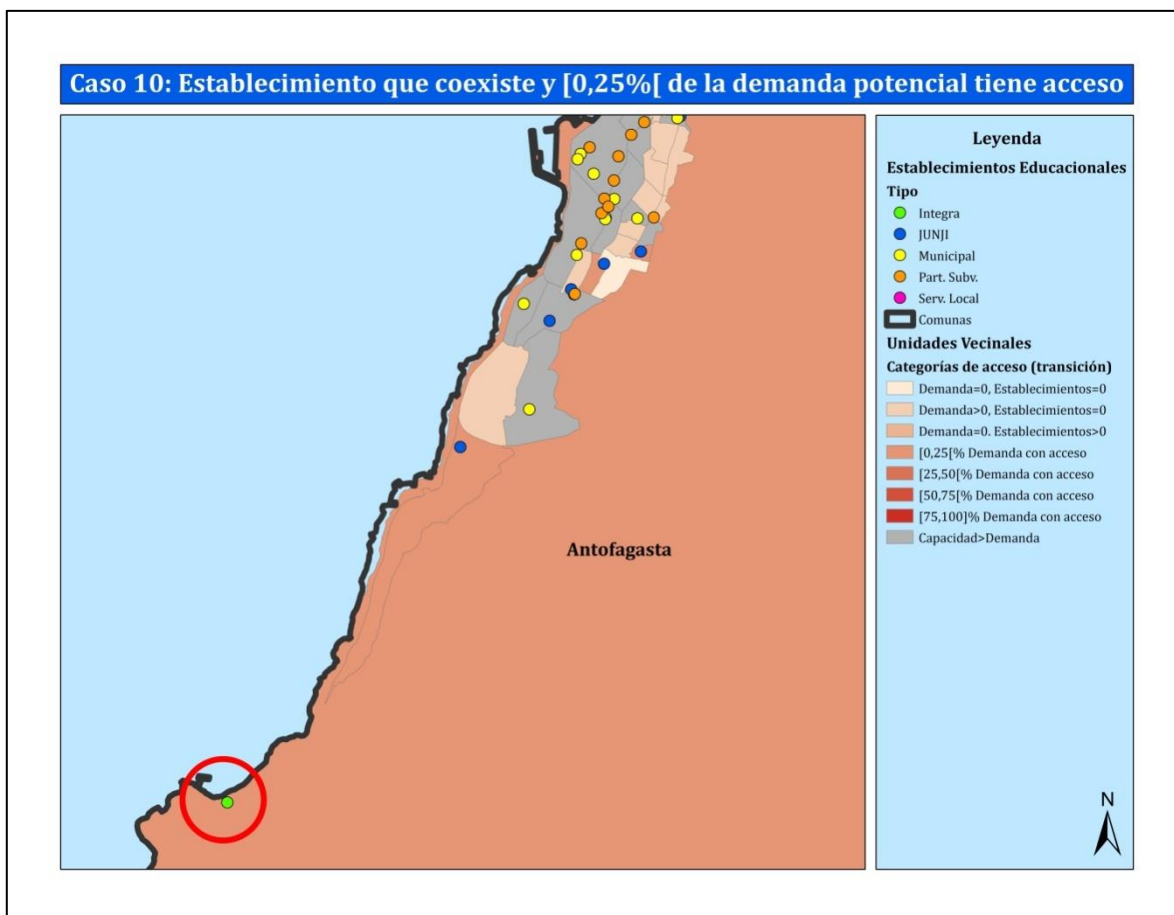 Caso 10: Establecimiento que coexiste y [0,25%[ de la demanda potencial tiene acceso
Antofagasta
Leyenda
Establecimientos Educacionales
Tipo
Integra
JUNJI
Municipal
Part. Subv.
Serv. Local
Comunas
Unidades Vecinales
Categorías de acceso (transición)
Demanda=0, Establecimientos=0
Demanda>0, Establecimientos=0
Demanda=0. Establecimientos>0
[0,25[% Demanda con acceso
[25,50[% Demanda con acceso
[50,75[% Demanda con acceso
[75,100]% Demanda con acceso
Capacidad>Demanda
N